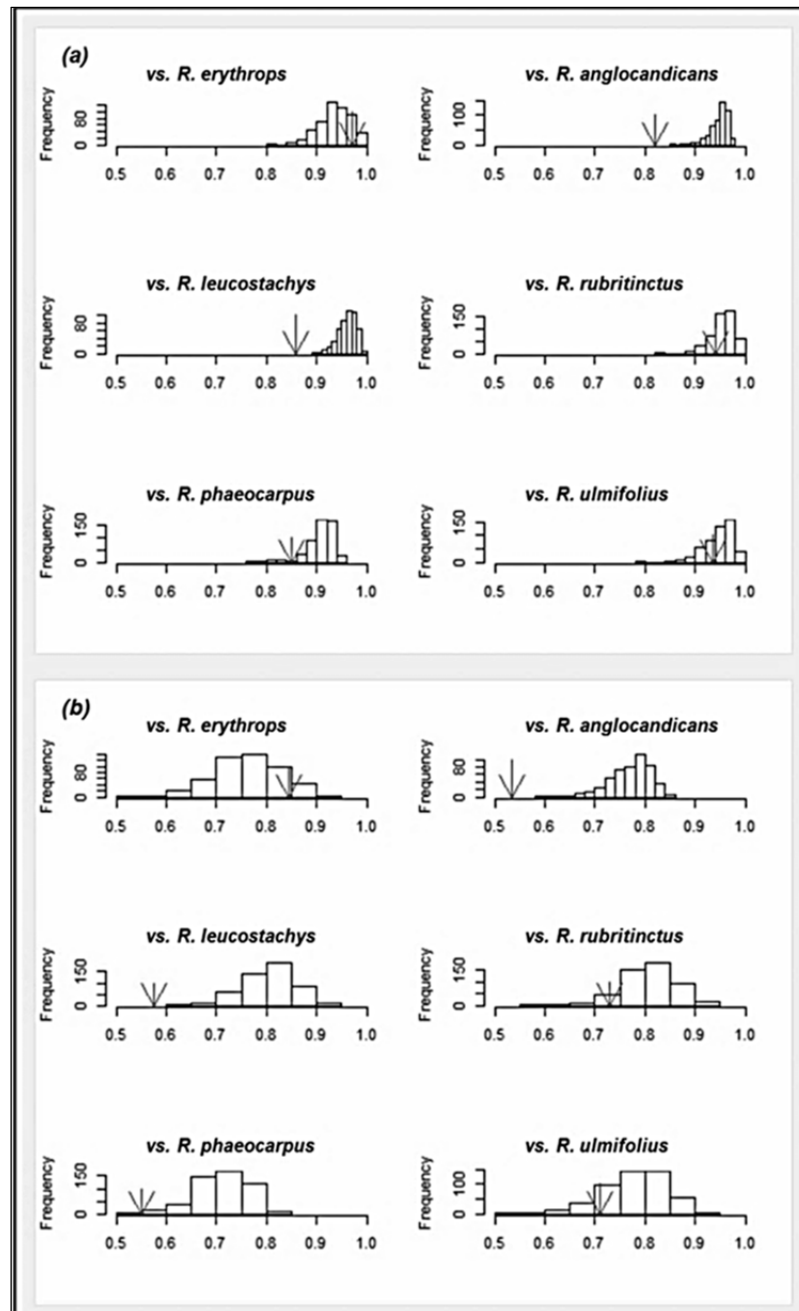 (a)
vs. R. erythrops
vs. R. anglocandicans
Frequency
0 80
0.5 0.6 0.7 0.8 0.9 1.0
Frequency
0 100
0.5 0.6 0.7 0.8 0.9 1.0
vs. R. leucostachys
vs. R. rubritinctus
Frequency
0 80
0.5 0.6 0.7 0.8 0.9 1.0
Frequency
0 150
0.5 0.6 0.7 0.8 0.9 1.0
vs. R. phaeocarpus
vs. R. ulmifolius
Frequency
0 150
0.5 0.6 0.7 0.8 0.9 1.0
Frequency
0 150
0.5 0.6 0.7 0.8 0.9 1.0
(b)
vs. R. erythrops
vs. R. anglocandicans
Frequency
0 80
0.5 0.6 0.7 0.8 0.9 1.0
Frequency
0 80
0.5 0.6 0.7 0.8 0.9 1.0
vs. R. leucostachys
vs. R. rubritinctus
Frequency
0 150
0.5 0.6 0.7 0.8 0.9 1.0
Frequency
0 150
0.5 0.6 0.7 0.8 0.9 1.0
vs. R. phaeocarpus
vs. R. ulmifolius
Frequency
0 150
0.5 0.6 0.7 0.8 0.9 1.0
Frequency
0 100
0.5 0.6 0.7 0.8 0.9 1.0